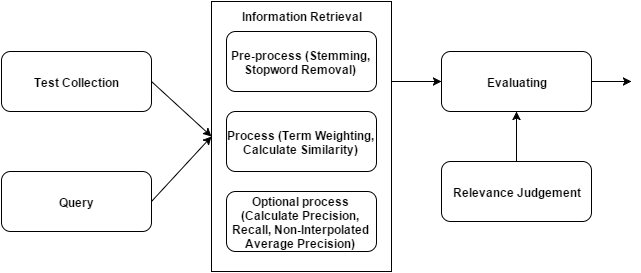 Information Retrieval
Test Collection
Query
Pre-process (Stemming,
Stopword Removal)
Process (Term Weighting,
Calculate Similarity)
Optional process
(Calculate Precision,
Recall, Non-Interpolated
Average Precision)
Evaluating
Relevance Judgement